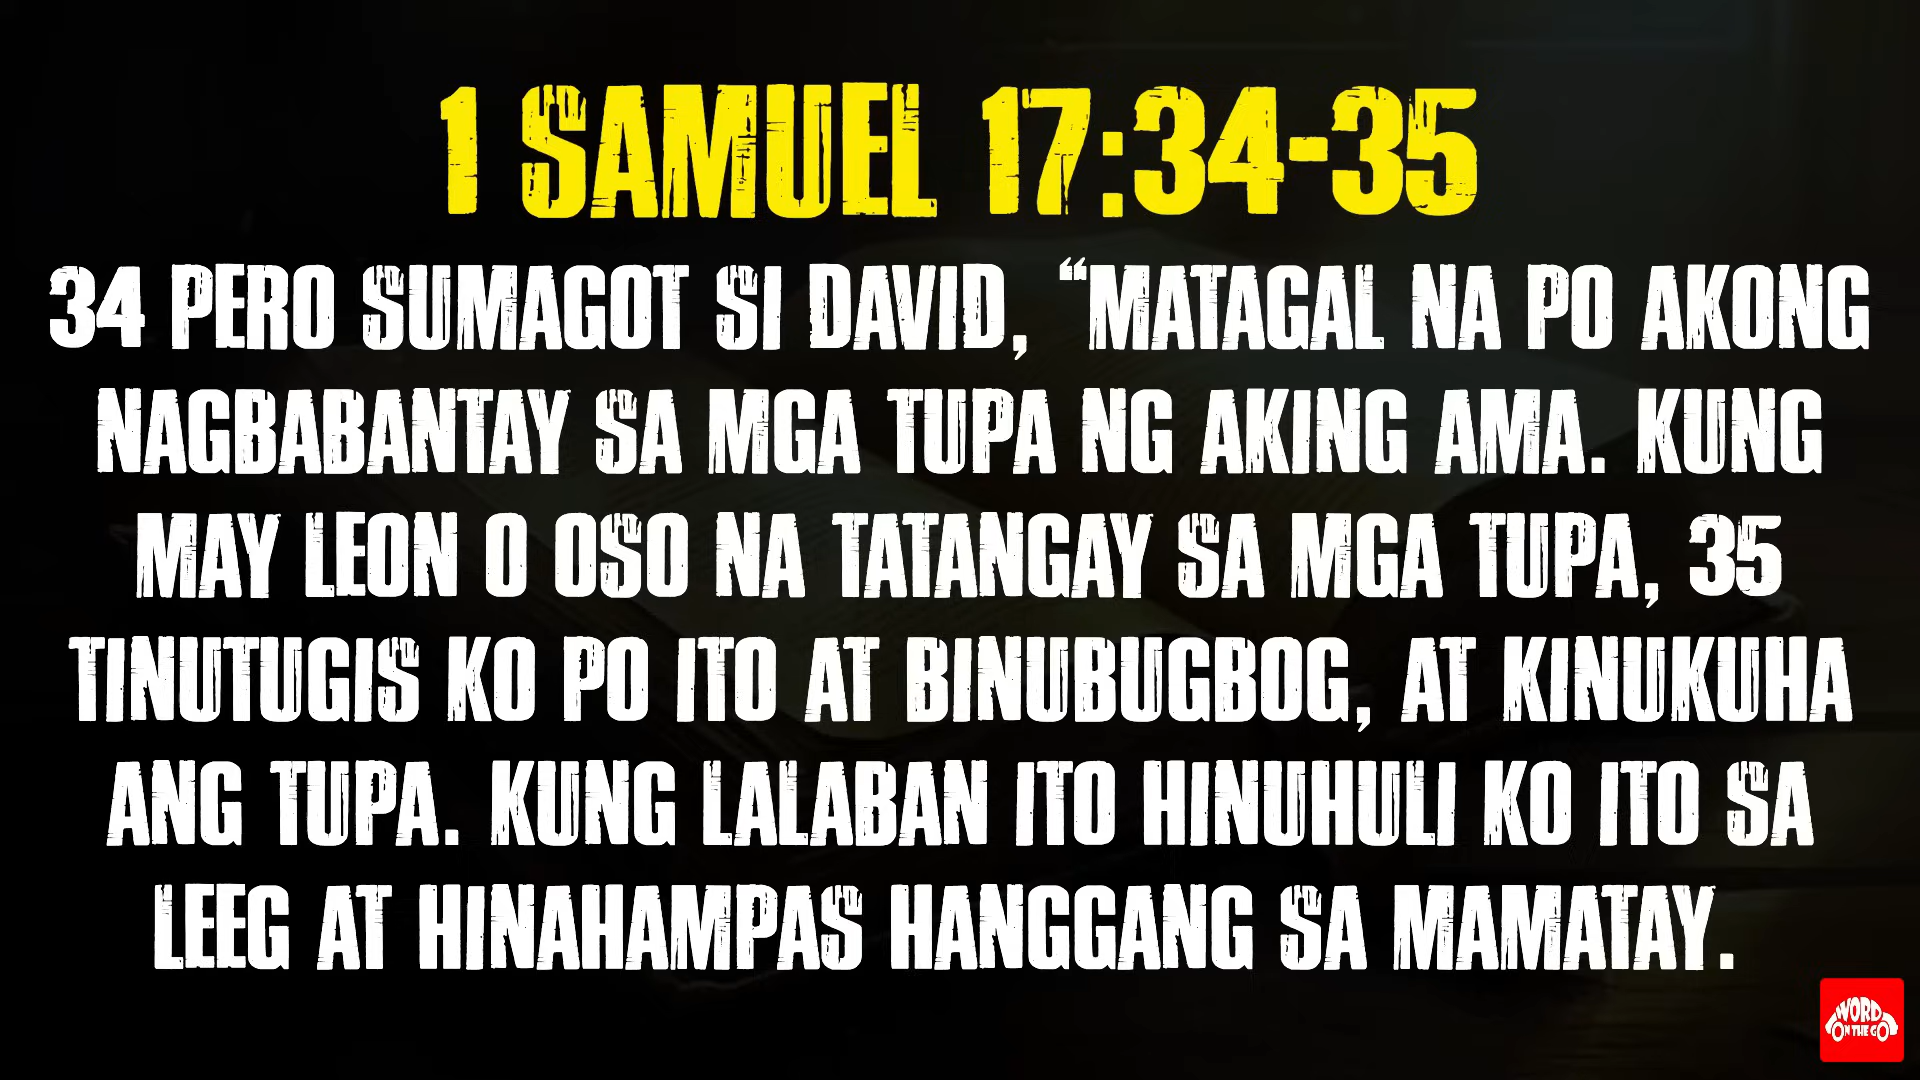 1 SAMUEL 17:34-35
34 PERO SUMAGOT SI DAVID, “MATAGAL NA PO AKONG
NAGBABANTAY SA MGA TUPA NG AKING AMA. KUNG
MAY LEON O OSO NA TATANGAY SA MGA TUPA, 35
TINUTUGIS KO PO ITO AT BINUBUGBOG, AT KINUKUHA
ANG TUPA. KUNG LALABAN ITO HINUHULI KO ITO SA
LEEG AT HINAHAMPAS HANGGANG SA MAMATAY.
WORD
ON THE GO